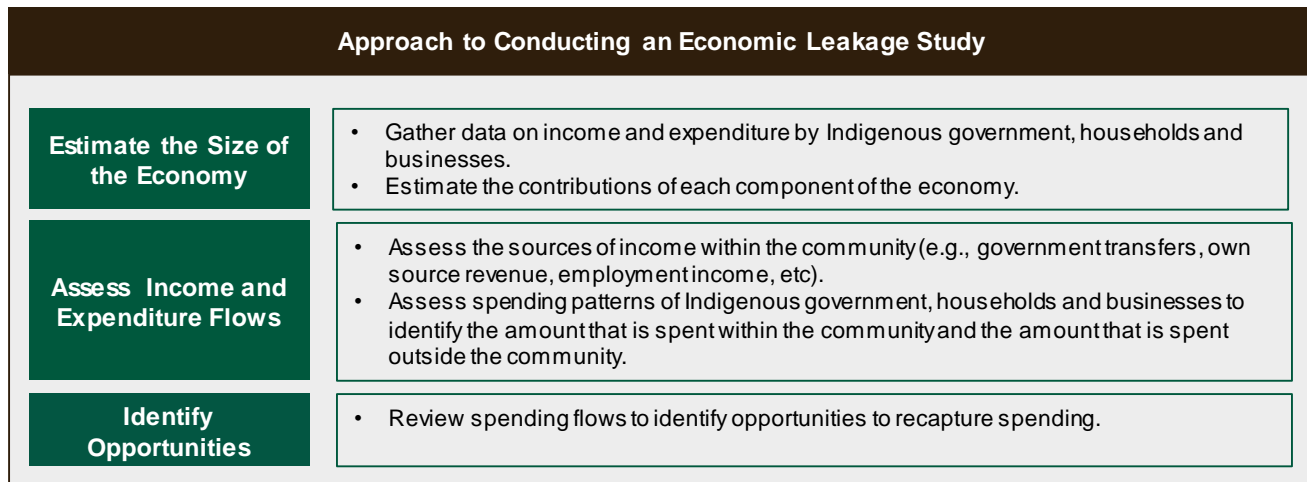 Approach to Conducting an Economic Leakage Study
Estimate the Size of
the Economy
• Gather data on income and expenditure by Indigenous government, households and
businesses.
• Estimate the contributions of each component of the economy.
Assess Income and
Expenditure Flows
• Assess the sources of income within the community (e.g., government transfers, own
source revenue, employment income, etc).
• Assess spending patterns of Indigenous government, households and businesses to
identify the amount that is spent within the community and the amount that is spent
outside the community.
Identify
Opportunities
• Review spending flows to identify opportunities to recapture spending.